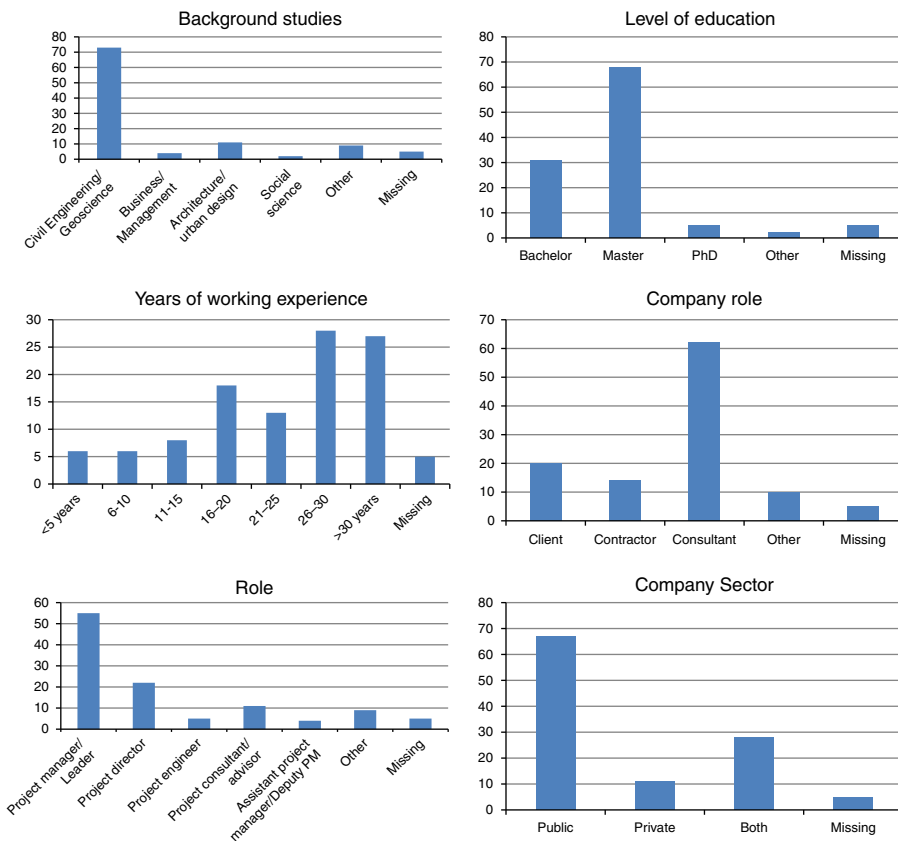 Background studies
80
70
60
50
40
30
20
10
0
Civil Engineering/
Geoscience
Business/
Management
Architecture/
urban design
Social
science
Other
Missing
Level of education
80
70
60
50
40
30
20
10
0
Bachelor
Master
PhD
Other
Missing
Years of working experience
30
25
20
15
10
5
0
<5 years
6-10
11-15
16–20
21–25
26–30
>30 years
Missing
Company role
70
60
50
40
30
20
10
0
Client
Contractor
Consultant
Other
Missing
Role
60
50
40
30
20
10
0
Project manager/
Leader
Project director
Project engineer
Project consultant/
advisor
Assistant project
manager/Deputy PM
Other
Missing
Company Sector
80
70
60
50
40
30
20
10
0
Public
Private
Both
Missing